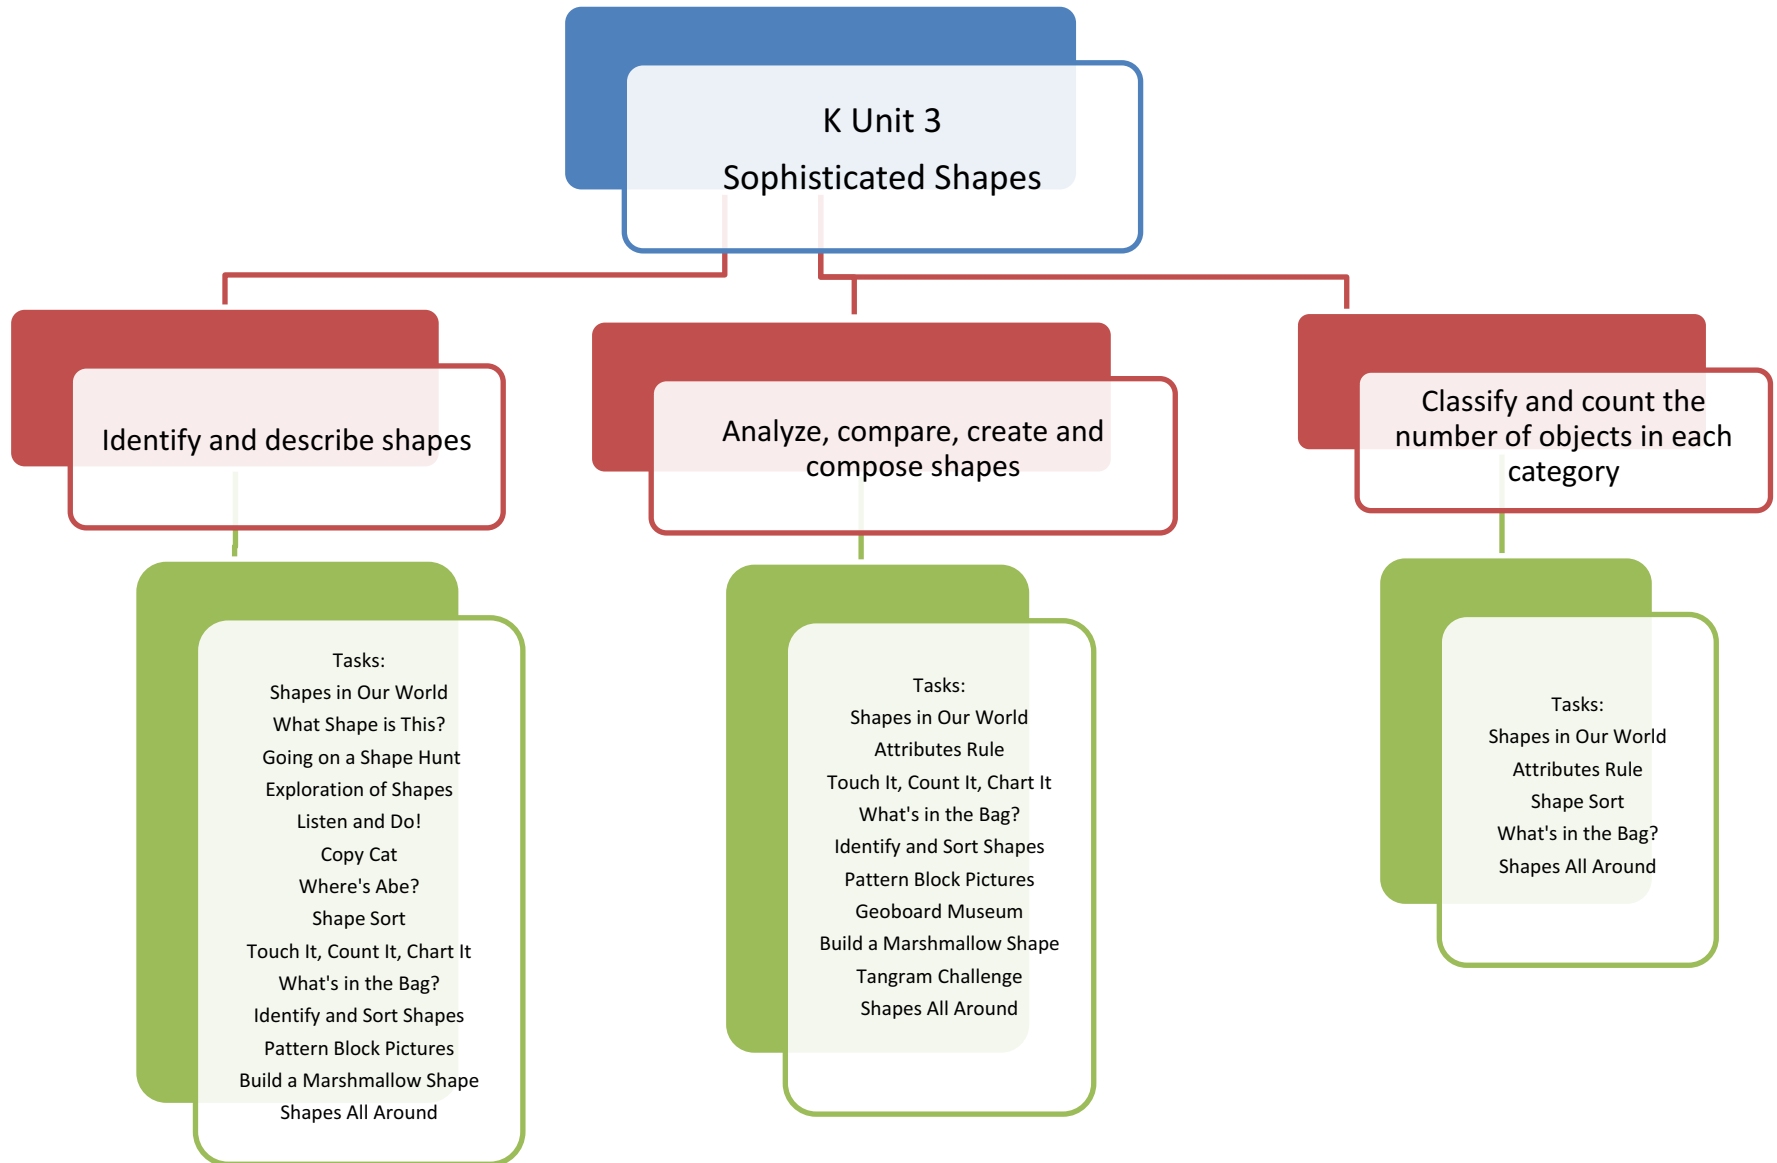 K Unit 3
Sophisticated Shapes
Identify and describe shapes
Analyze, compare, create and
compose shapes
Classify and count the
number of objects in each
category
Tasks:
Shapes in Our World
What Shape is This?
Going on a Shape Hunt
Exploration of Shapes
Listen and Do!
Copy Cat
Where's Abe?
Shape Sort
Touch It, Count It, Chart It
What's in the Bag?
Identify and Sort Shapes
Pattern Block Pictures
Build a Marshmallow Shape
Shapes All Around
Tasks:
Shapes in Our World
Attributes Rule
Touch It, Count It, Chart It
What's in the Bag?
Identify and Sort Shapes
Pattern Block Pictures
Geoboard Museum
Build a Marshmallow Shape
Tangram Challenge
Shapes All Around
Tasks:
Shapes in Our World
Attributes Rule
Shape Sort
What's in the Bag?
Shapes All Around